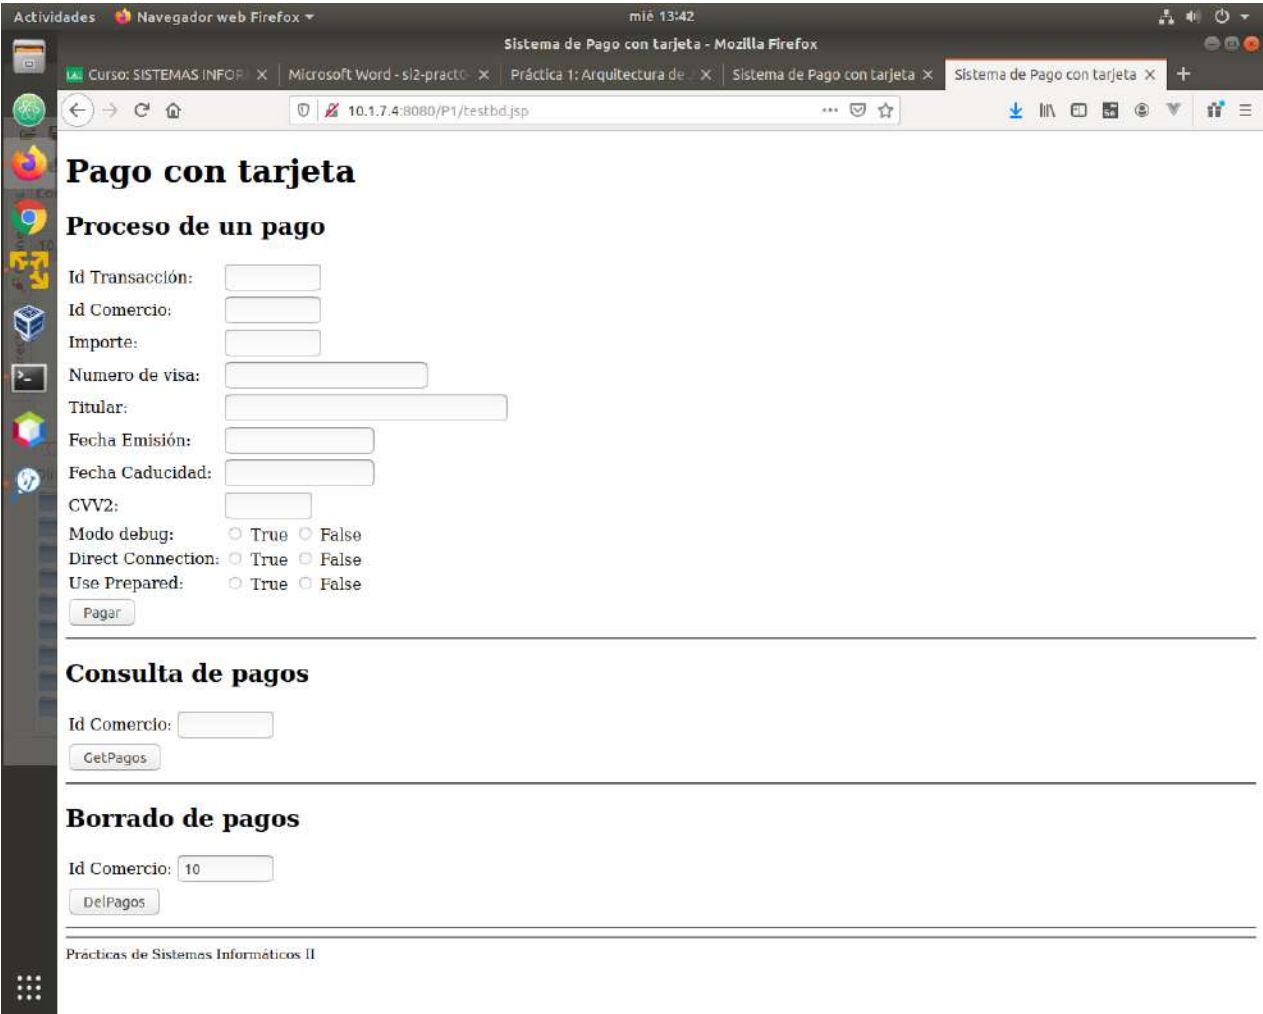 Actividades Navegador web Firefox mié 13:42
Sistema de Pago con tarjeta - Mozilla Firefox
Curso: SISTEMAS INFOR Microsoft Word - si2-practo Práctica 1: Arquitectura de Sistema de Pago con tarjeta Sistema de Pago con tarjeta
10.1.7.4:8080/P1/testbd.jsp
Pago con tarjeta
Proceso de un pago
Id Transacción:
Id Comercio:
Importe:
Numero de visa:
Titular:
Fecha Emisión:
Fecha Caducidad:
CVV2:
Modo debug: True False
Direct Connection: True False
Use Prepared: True False
Pagar
Consulta de pagos
Id Comercio:
GetPagos
Borrado de pagos
Id Comercio: 10
DelPagos
Prácticas de Sistemas Informáticos II